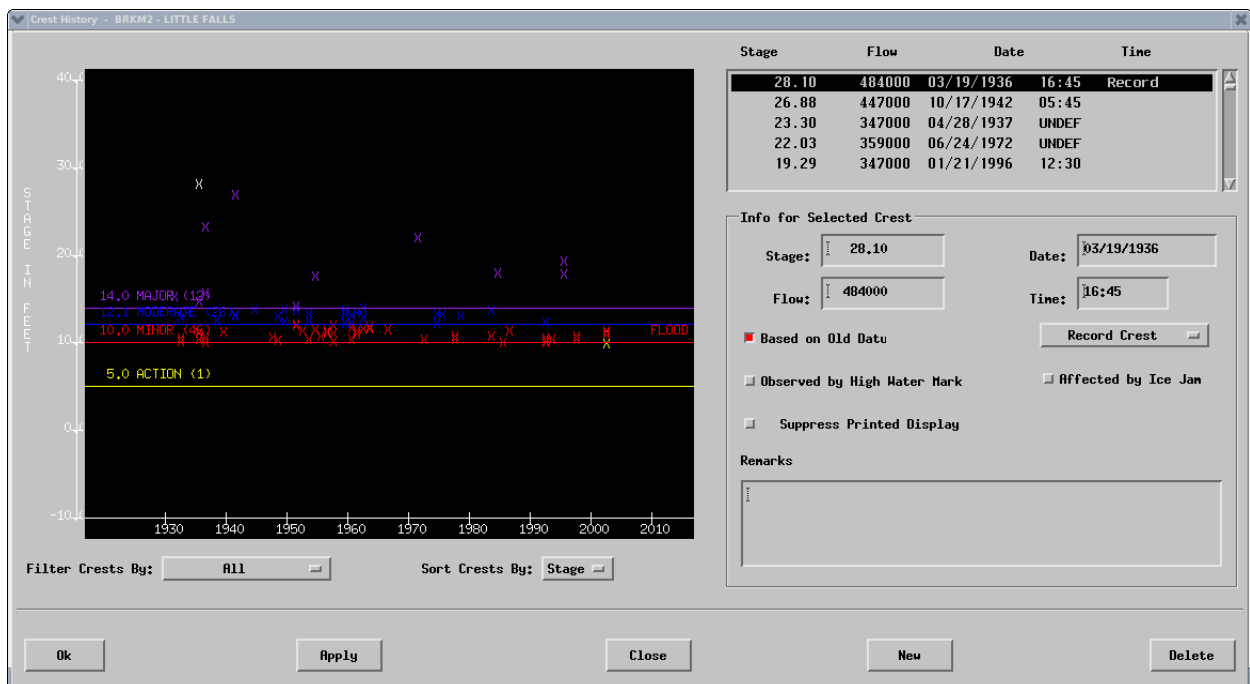 Crest History - BRKM2 - LITTLE FALLS
Stage Flow Date Time
28.10 484000 03/19/1936 16:45 Record
26.88 447000 10/17/1942 05:45
23.30 347000 04/28/1937 UNDEF
22.03 359000 06/24/1972 UNDEF
19.29 347000 01/21/1996 12:30
STAGE IN FEET
40.0
30.0
20.0
10.0
0.0
-10.0
14.0 MAJOR (12)
12.1 MODERATE (26)
10.0 MINOR (46)
FLOOD
5.0 ACTION (1)
1930 1940 1950 1960 1970 1980 1990 2000 2010
Filter Crests By: All
Sort Crests By: Stage
Info for Selected Crest
Stage: 28.10
Date: 03/19/1936
Flow: 484000
Time: 16:45
Based on Old Datu
Record Crest
Observed by High Water Mark
Affected by Ice Jam
Suppress Printed Display
Remarks
Ok Apply Close New Delete